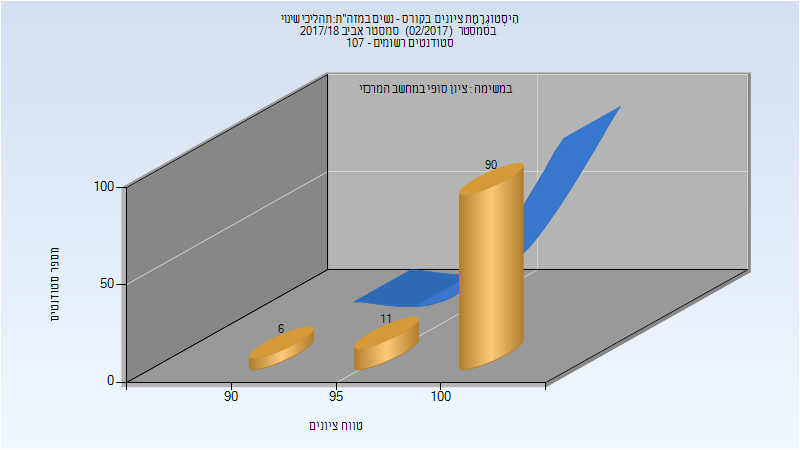 היסטוגרמת ציונים בקורס - נשים במזה"ת:תהליכי שינוי
בסמסטר (02/2017) סמסטר אביב 2017/18
סטודנטים רשומים - 107
במשימה : ציון סופי במחשב המרכזי
מספר סטודנטים
100
50
0
6
11
90
90
95
100
טווח ציונים